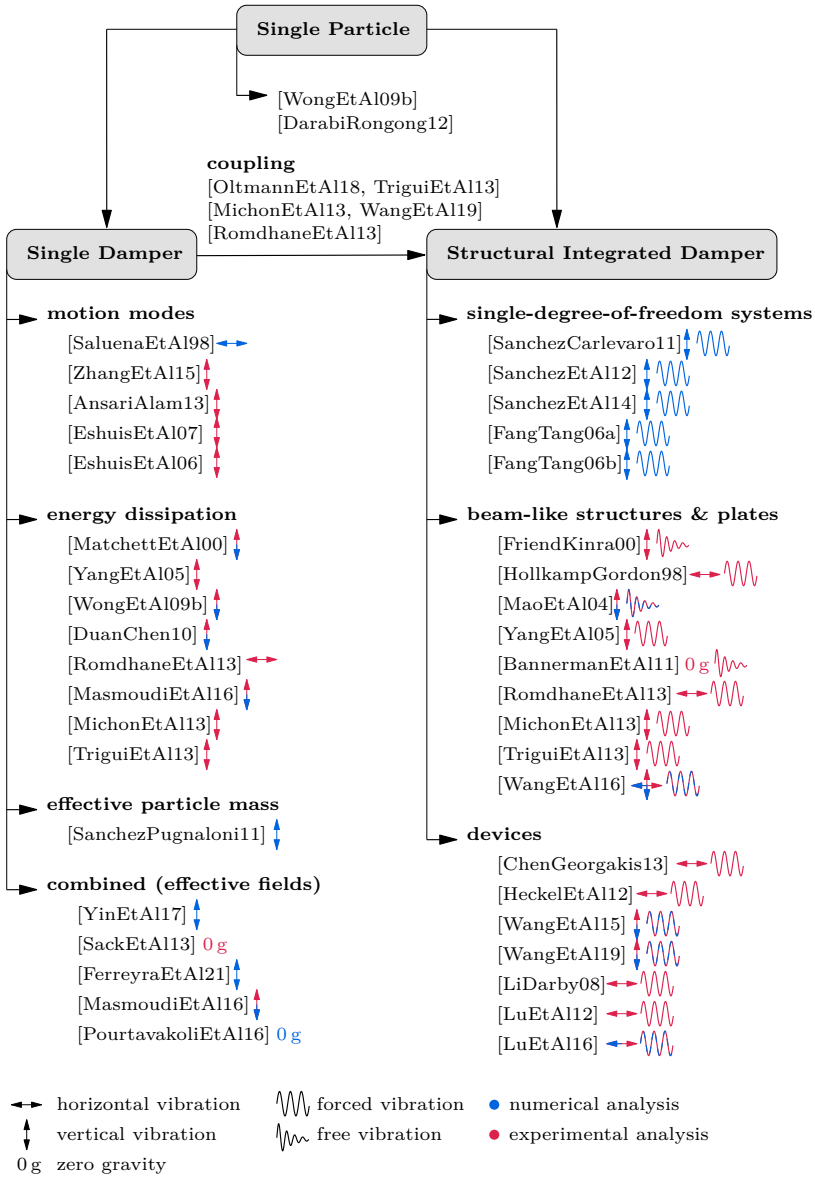 Single Particle
[WongEtAl09b]
[DarabiRongong12]
coupling
[OltmannEtAl18, TriguiEtAl13]
[MichonEtAl13, WangEtAl19]
[RomdhaneEtAl13]
Single Damper
motion modes
[SaluenaEtAl98]
[ZhangEtAl15]
[AnsariAlam13]
[EshuisEtAl07]
[EshuisEtAl06]
energy dissipation
[MatchettEtAl00]
[YangEtAl05]
[WongEtAl09b]
[DuanChen10]
[RomdhaneEtAl13]
[MasmoudiEtAl16]
[MichonEtAl13]
[TriguiEtAl13]
effective particle mass
[SanchezPugnaloni11]
combined (effective fields)
[YinEtAl17]
[SackEtAl13] 0 g
[FerreyraEtAl21]
[MasmoudiEtAl16]
[PourtavakoliEtAl16] 0 g
Structural Integrated Damper
single-degree-of-freedom systems
[SanchezCarlevaro11]
[SanchezEtAl12]
[SanchezEtAl14]
[FangTang06a]
[FangTang06b]
beam-like structures & plates
[FriendKinra00]
[HollkampGordon98]
[MaoEtAl04]
[YangEtAl05]
[BannermanEtAl11] 0 g
[RomdhaneEtAl13]
[MichonEtAl13]
[TriguiEtAl13]
[WangEtAl16]
devices
[ChenGeorgakis13]
[HeckelEtAl12]
[WangEtAl15]
[WangEtAl19]
[LiDarby08]
[LuEtAl12]
[LuEtAl16]
horizontal vibration
vertical vibration
0 g zero gravity
forced vibration
free vibration
numerical analysis
experimental analysis